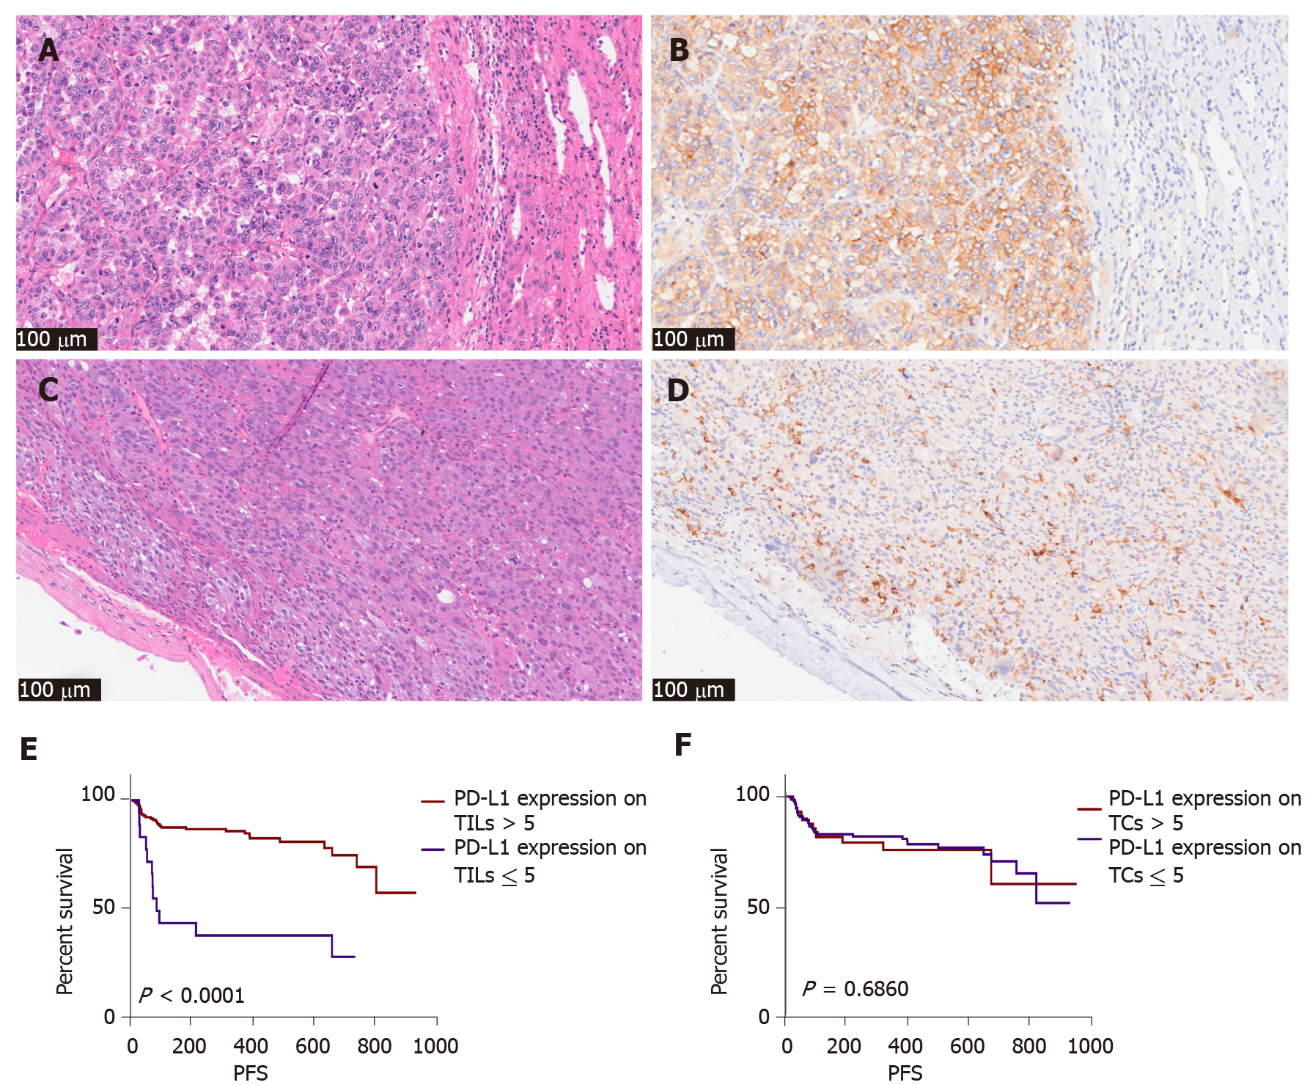 A
B
100 μm
100 μm
C
D
100 μm
100 μm
E
100
50
0
Percent survival
P < 0.0001
0 200 400 600 800 1000
PFS
PD-L1 expression on
TILs > 5
PD-L1 expression on
TILs ≤ 5
F
100
50
0
Percent survival
P = 0.6860
0 200 400 600 800 1000
PFS
PD-L1 expression on
TCs > 5
PD-L1 expression on
TCs ≤ 5